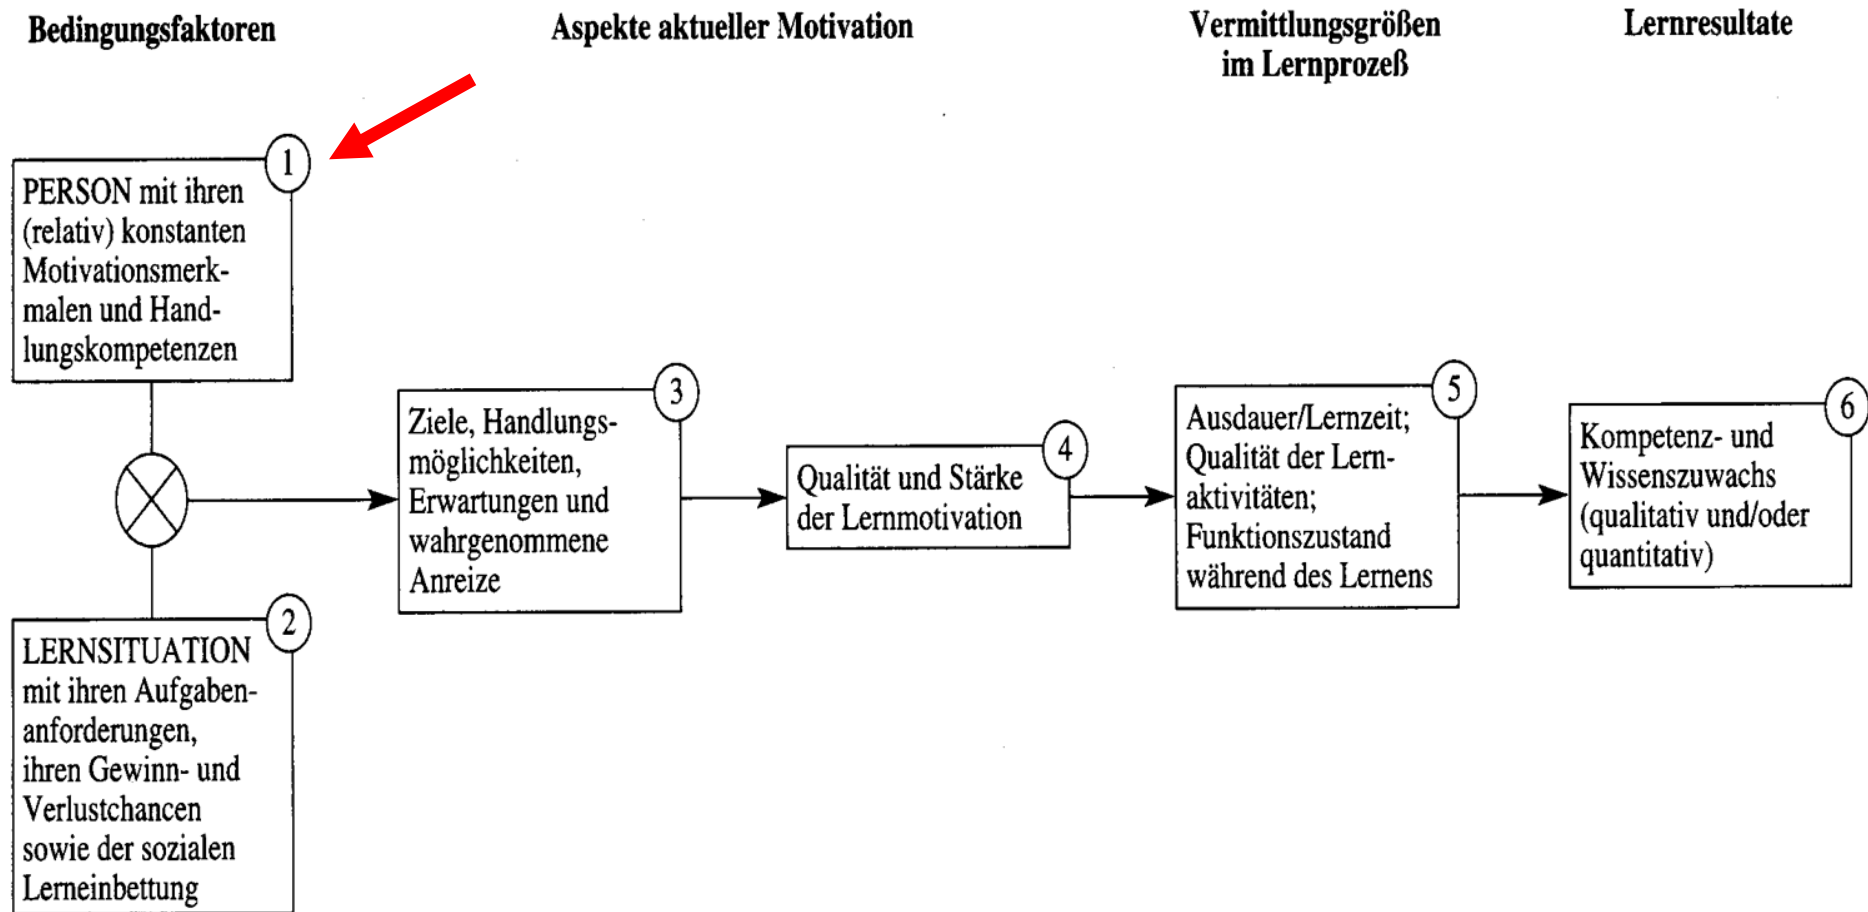 Bedingungsfaktoren
Aspekte aktueller Motivation
Vermittlungsgrößen
im Lernprozeß
Lernresultate
1
PERSON mit ihren
(relativ) konstanten
Motivationsmerk-
malen und Hand-
lungskompetenzen
2
LERNSITUATION
mit ihren Aufgaben-
anforderungen,
ihren Gewinn- und
Verlustchancen
sowie der sozialen
Lerneinbettung
3
Ziele, Handlungs-
möglichkeiten,
Erwartungen und
wahrgenommene
Anreize
4
Qualität und Stärke
der Lernmotivation
5
Ausdauer/Lernzeit;
Qualität der Lern-
aktivitäten;
Funktionszustand
während des Lernens
6
Kompetenz- und
Wissenszuwachs
(qualitativ und/oder
quantitativ)